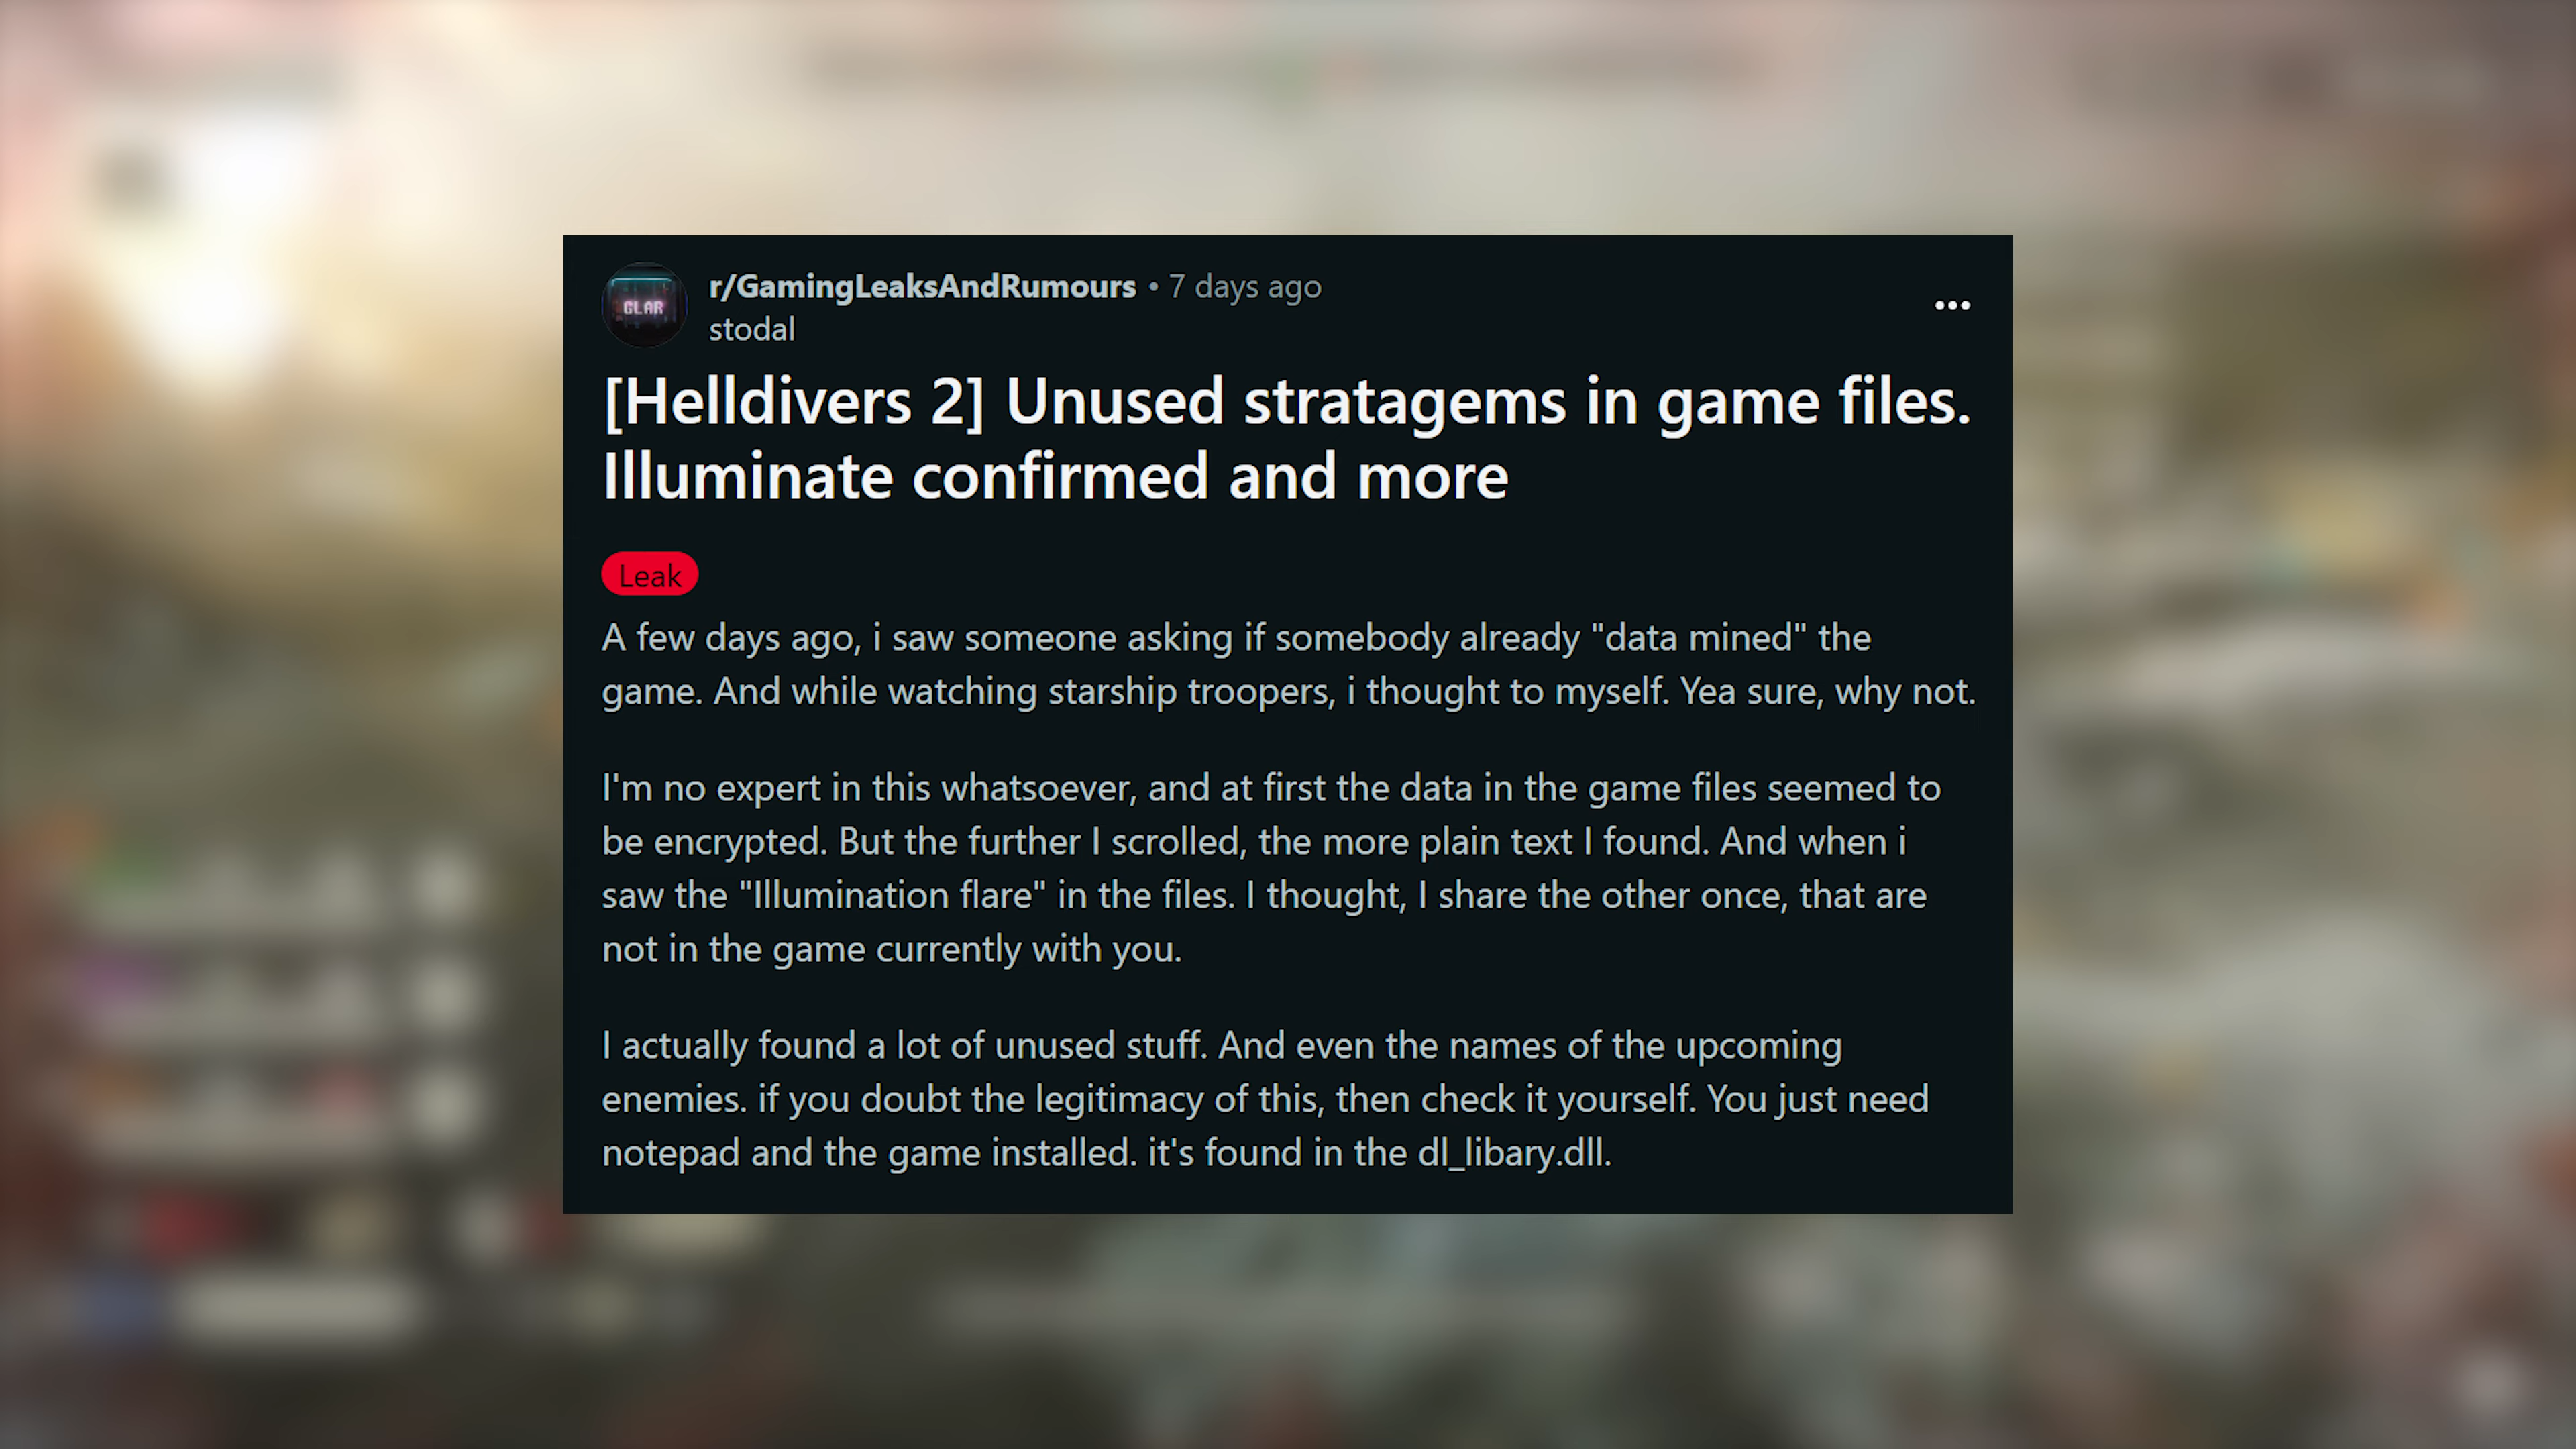 GLAR
r/GamingLeaksAndRumours • 7 days ago
stodal
[Helldivers 2] Unused stratagems in game files.
Illuminate confirmed and more
Leak
A few days ago, i saw someone asking if somebody already "data mined" the
game. And while watching starship troopers, i thought to myself. Yea sure, why not.
I'm no expert in this whatsoever, and at first the data in the game files seemed to
be encrypted. But the further I scrolled, the more plain text I found. And when i
saw the "Illumination flare" in the files. I thought, I share the other once, that are
not in the game currently with you.
I actually found a lot of unused stuff. And even the names of the upcoming
enemies. if you doubt the legitimacy of this, then check it yourself. You just need
notepad and the game installed. it's found in the dl_libary.dll.